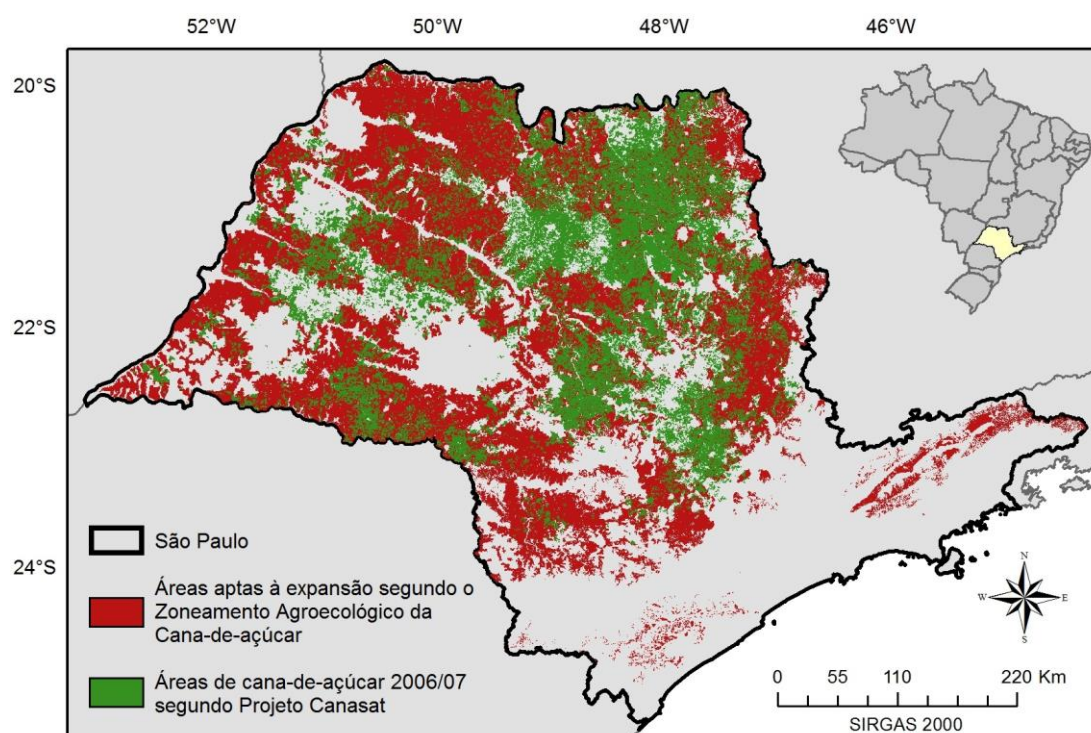 52°W 50°W 48°W 46°W
20°S
22°S
24°S
São Paulo
Áreas aptas à expansão segundo o
Zoneamento Agroecológico da
Cana-de-açúcar
Áreas de cana-de-açúcar 2006/07
segundo Projeto Canasat
N
W E
S
0 55 110 220 Km
SIRGAS 2000